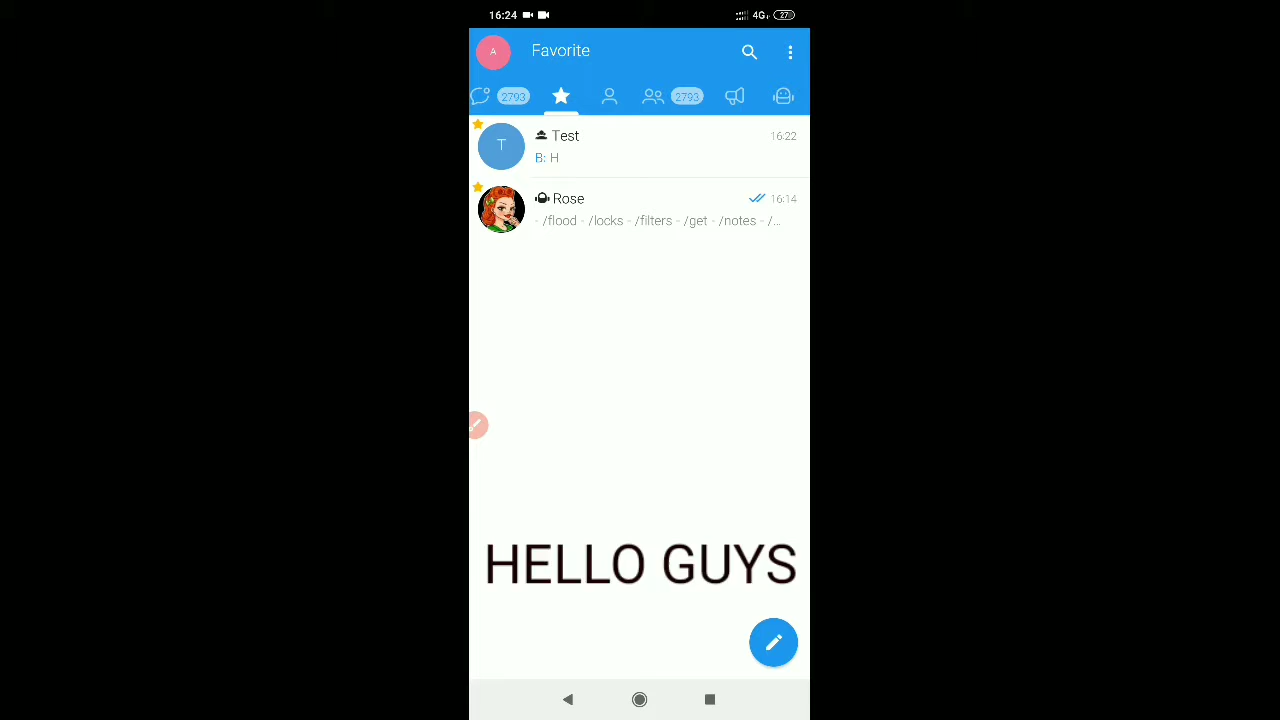 16:24 4G+ 27
A Favorite
2793 2793
T Test 16:22
B: H
Rose 16:14
- /flood - /locks - /filters - /get - /notes - /...
HELLO GUYS